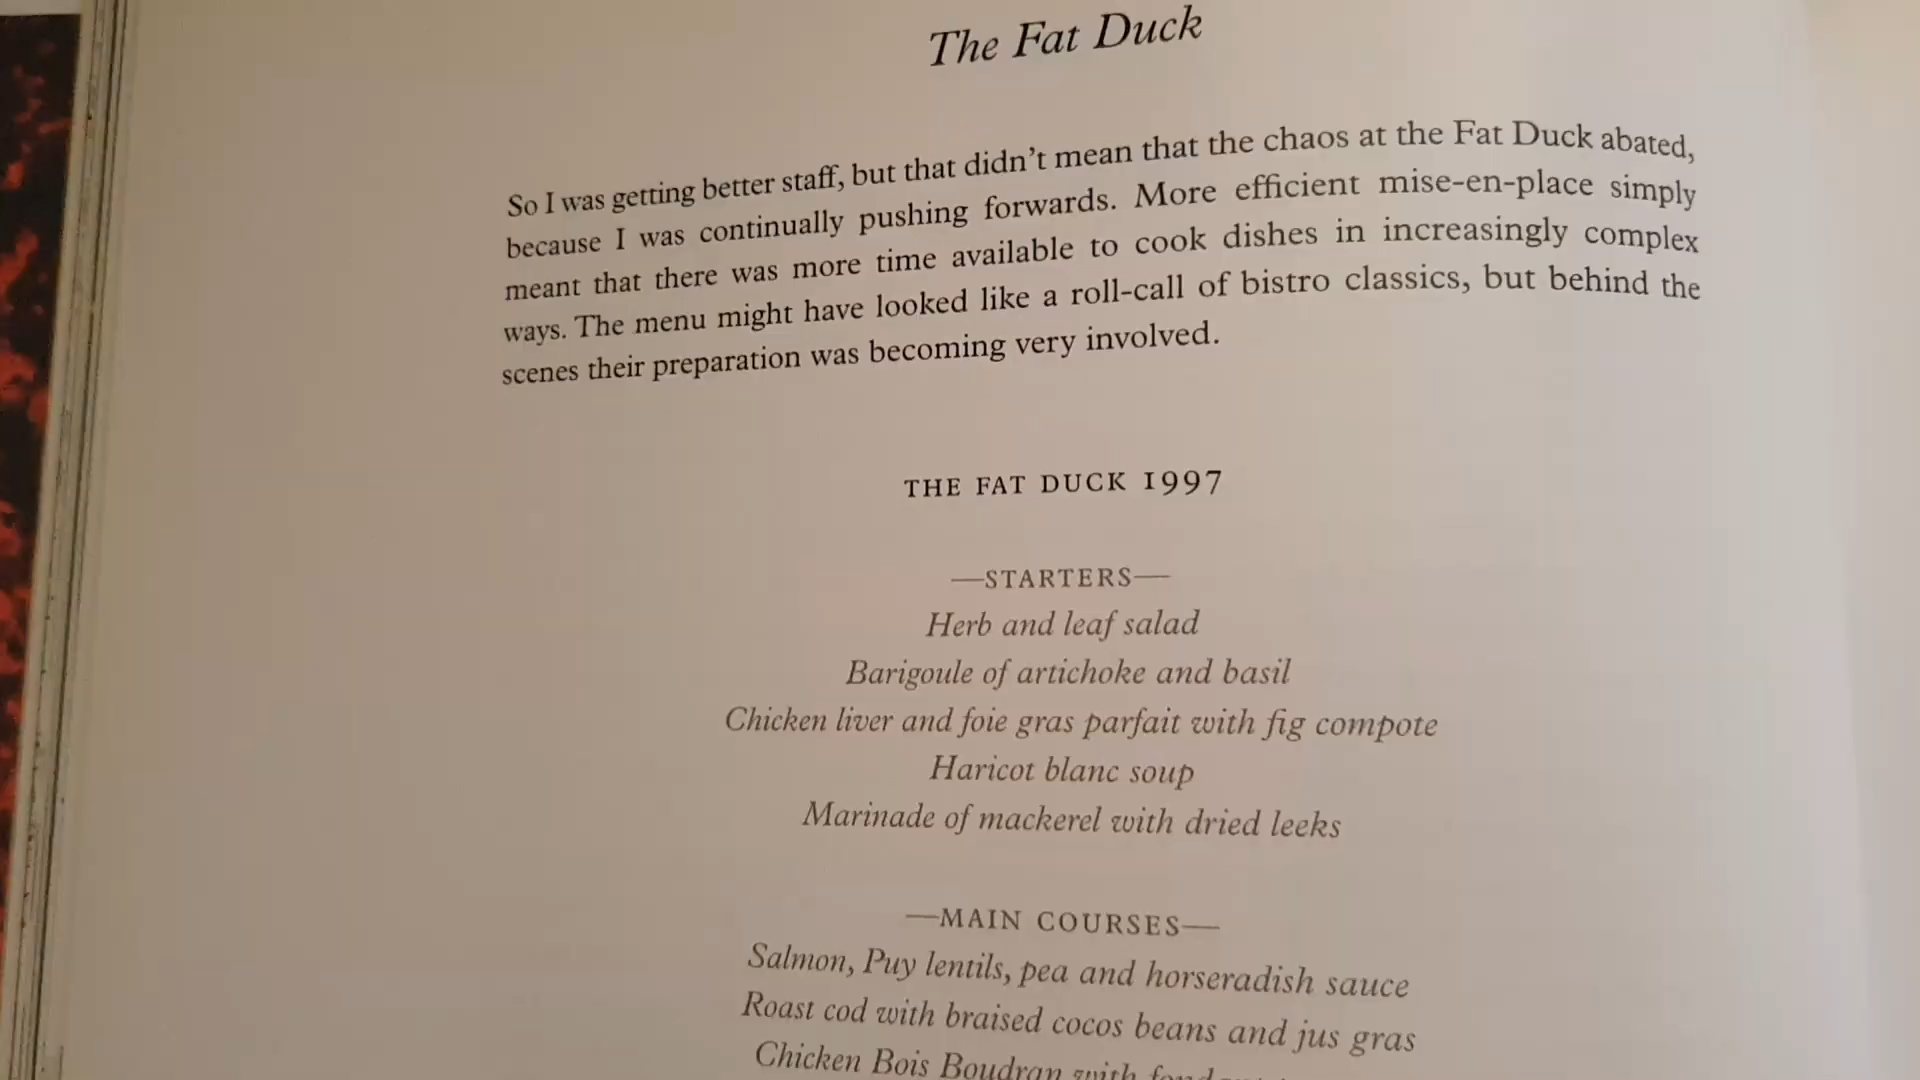 The Fat Duck
So I was getting better staff, but that didn't mean that the chaos at the Fat Duck abated,
because I was continually pushing forwards. More efficient mise-en-place simply
meant that there was more time available to cook dishes in increasingly complex
ways. The menu might have looked like a roll-call of bistro classics, but behind the
scenes their preparation was becoming very involved.
THE FAT DUCK 1997
—STARTERS—
Herb and leaf salad
Barigoule of artichoke and basil
Chicken liver and foie gras parfait with fig compote
Haricot blanc soup
Marinade of mackerel with dried leeks
—MAIN COURSES—
Salmon, Puy lentils, pea and horseradish sauce
Roast cod with braised cocos beans and jus gras
Chicken Bois Boudran with